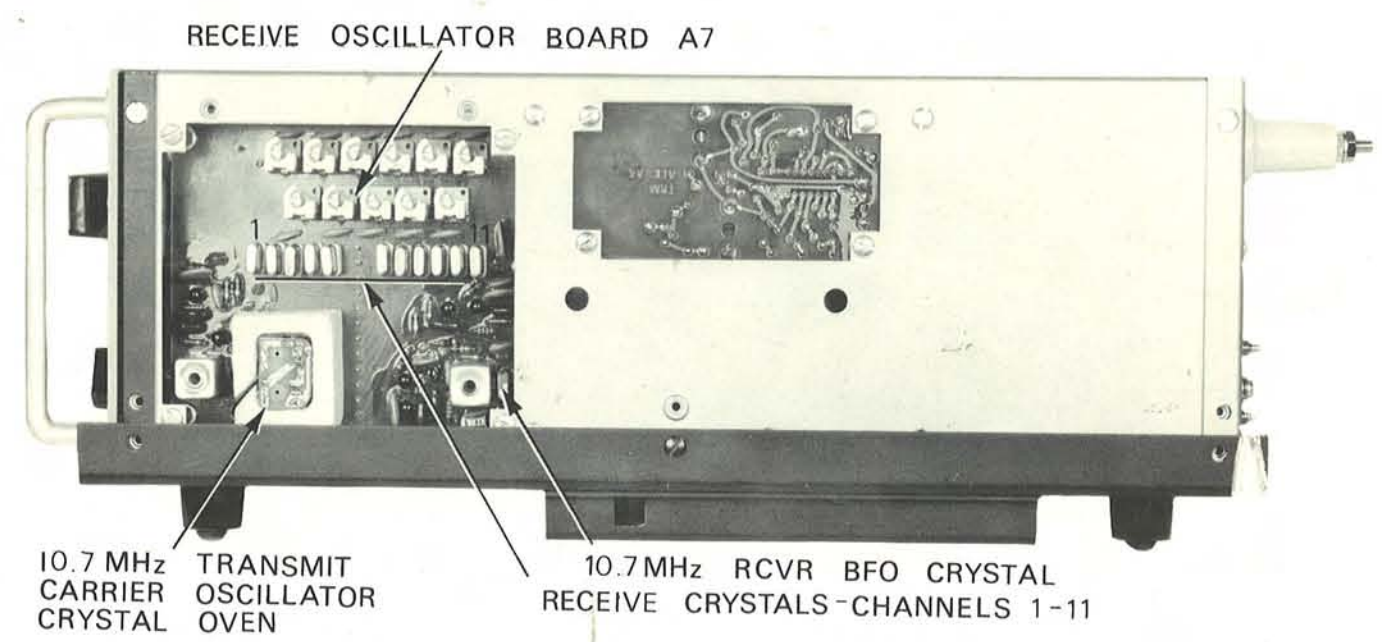 RECEIVE OSCILLATOR BOARD A7
1 11
10.7 MHz TRANSMIT
CARRIER OSCILLATOR
CRYSTAL OVEN
10.7 MHz RCVR BFO CRYSTAL
RECEIVE CRYSTALS-CHANNELS 1-11